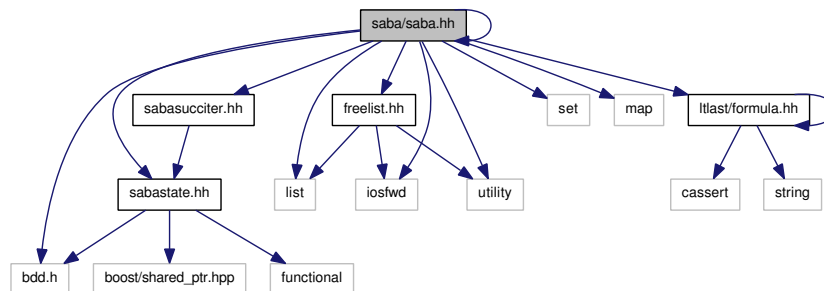 saba/saba.hh
sabasucciter.hh
freelist.hh
set
map
ltlast/formula.hh
sabastate.hh
list
iosfwd
utility
cassert
string
bdd.h
boost/shared_ptr.hpp
functional